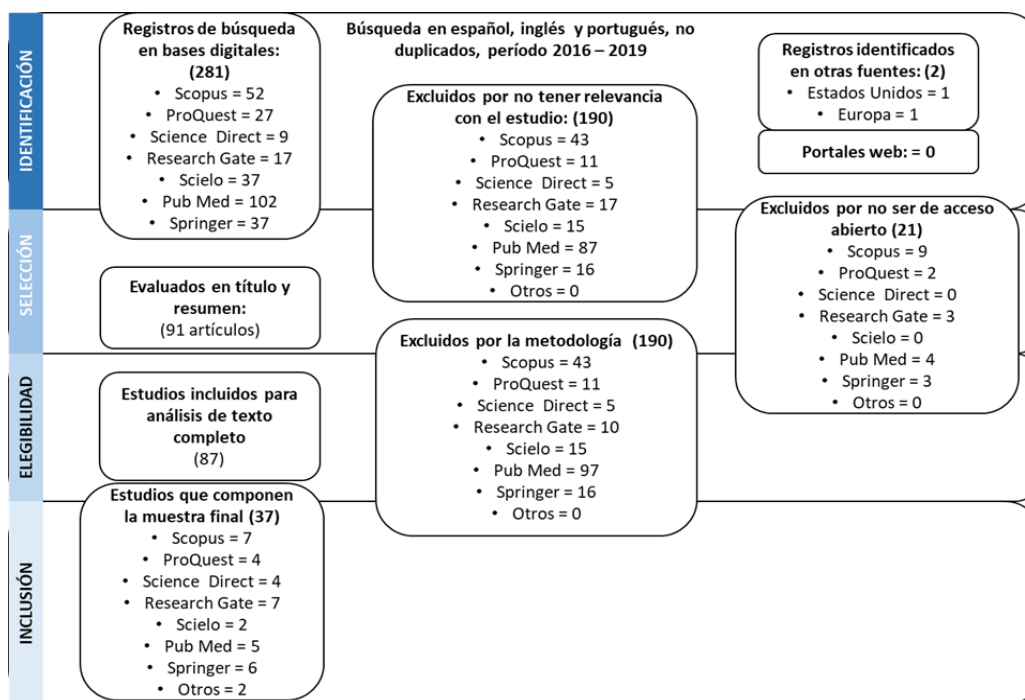 IDENTIFICACIÓN
Registros de búsqueda
en bases digitales:
(281)
• Scopus = 52
• ProQuest = 27
• Science Direct = 9
• Research Gate = 17
• Scielo = 37
• Pub Med = 102
• Springer = 37
Búsqueda en español, inglés y portugués, no
duplicados, período 2016 – 2019
Excluidos por no tener relevancia
con el estudio: (190)
• Scopus = 43
• ProQuest = 11
• Science Direct = 5
• Research Gate = 17
• Scielo = 15
• Pub Med = 87
• Springer = 16
• Otros = 0
Registros identificados
en otras fuentes: (2)
• Estados Unidos = 1
• Europa = 1
Portales web: = 0
SELECCIÓN
Evaluados en título y
resumen:
(91 artículos)
Excluidos por no ser de acceso
abierto (21)
• Scopus = 9
• ProQuest = 2
• Science Direct = 0
• Research Gate = 3
• Scielo = 0
• Pub Med = 4
• Springer = 3
• Otros = 0
ELEGIBILIDAD
Estudios incluidos para
análisis de texto
completo
(87)
Excluidos por la metodología (190)
• Scopus = 43
• ProQuest = 11
• Science Direct = 5
• Research Gate = 10
• Scielo = 15
• Pub Med = 97
• Springer = 16
• Otros = 0
INCLUSIÓN
Estudios que componen
la muestra final (37)
• Scopus = 7
• ProQuest = 4
• Science Direct = 4
• Research Gate = 7
• Scielo = 2
• Pub Med = 5
• Springer = 6
• Otros = 2